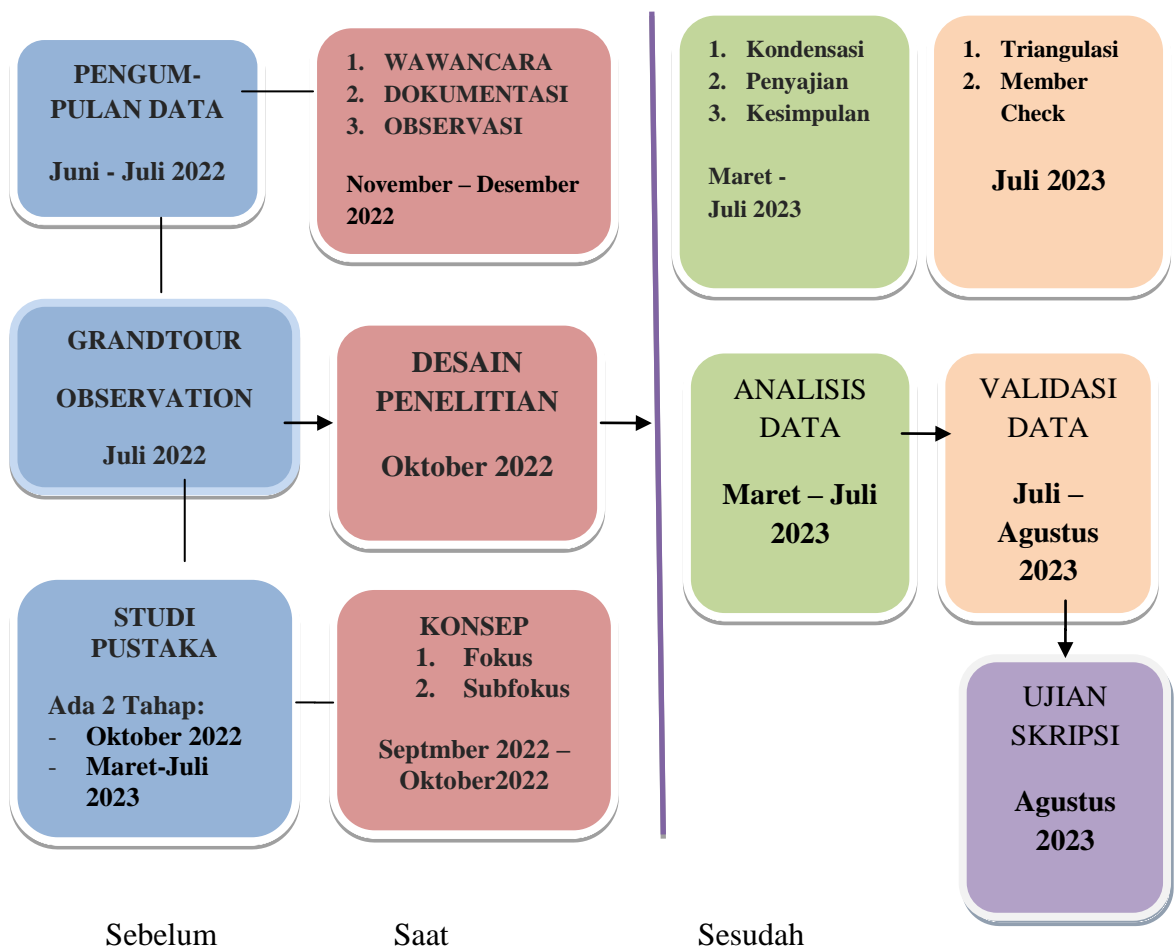 PENGUM-
PULAN DATA
Juni - Juli 2022
1. WAWANCARA
2. DOKUMENTASI
3. OBSERVASI
November – Desember
2022
1. Kondensasi
2. Penyajian
3. Kesimpulan
Maret -
Juli 2023
1. Triangulasi
2. Member
Check
Juli 2023
GRANDTOUR
OBSERVATION
Juli 2022
DESAIN
PENELITIAN
Oktober 2022
ANALISIS
DATA
Maret – Juli
2023
VALIDASI
DATA
Juli –
Agustus
2023
STUDI
PUSTAKA
Ada 2 Tahap:
- Oktober 2022
- Maret-Juli
2023
KONSEP
1. Fokus
2. Subfokus
Septmber 2022 –
Oktober2022
UJIAN
SKRIPSI
Agustus
2023
Sebelum Saat Sesudah